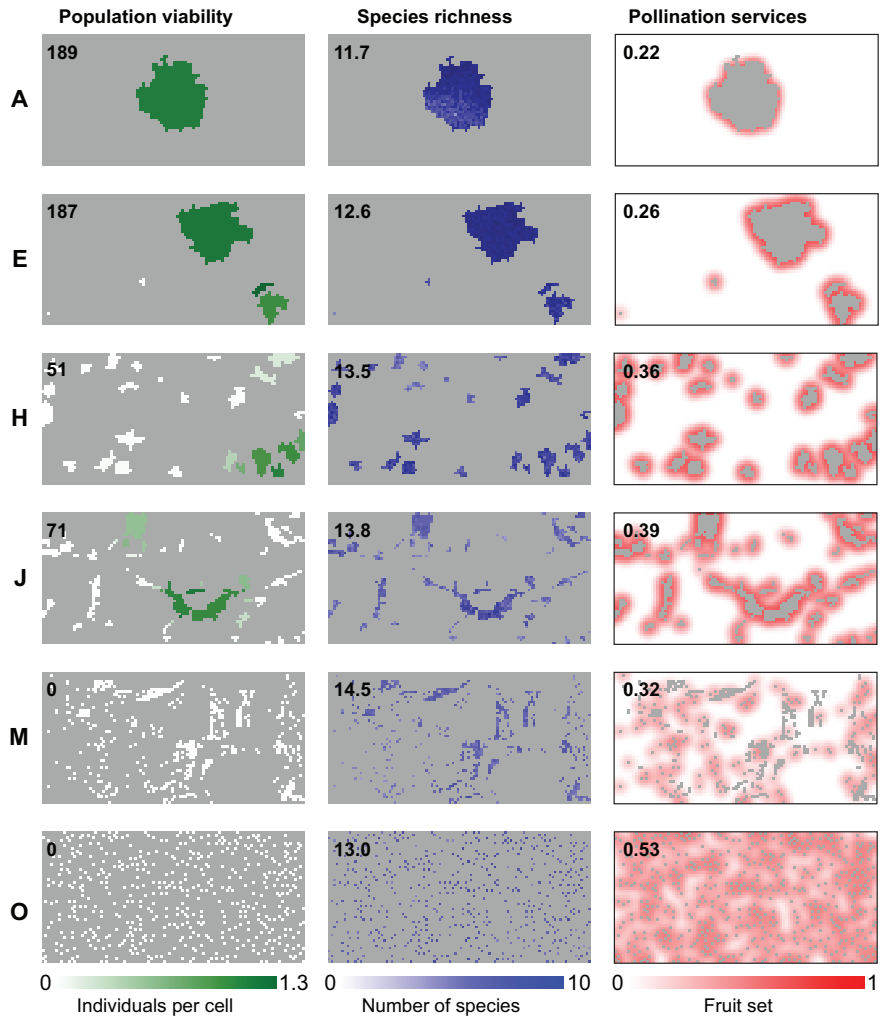 Population viability Species richness Pollination services
A 189 11.7 0.22
E 187 12.6 0.26
H 51 13.5 0.36
J 71 13.8 0.39
M 0 14.5 0.32
O 0 13.0 0.53
0 1.3 0 10 0 1
Individuals per cell Number of species Fruit set